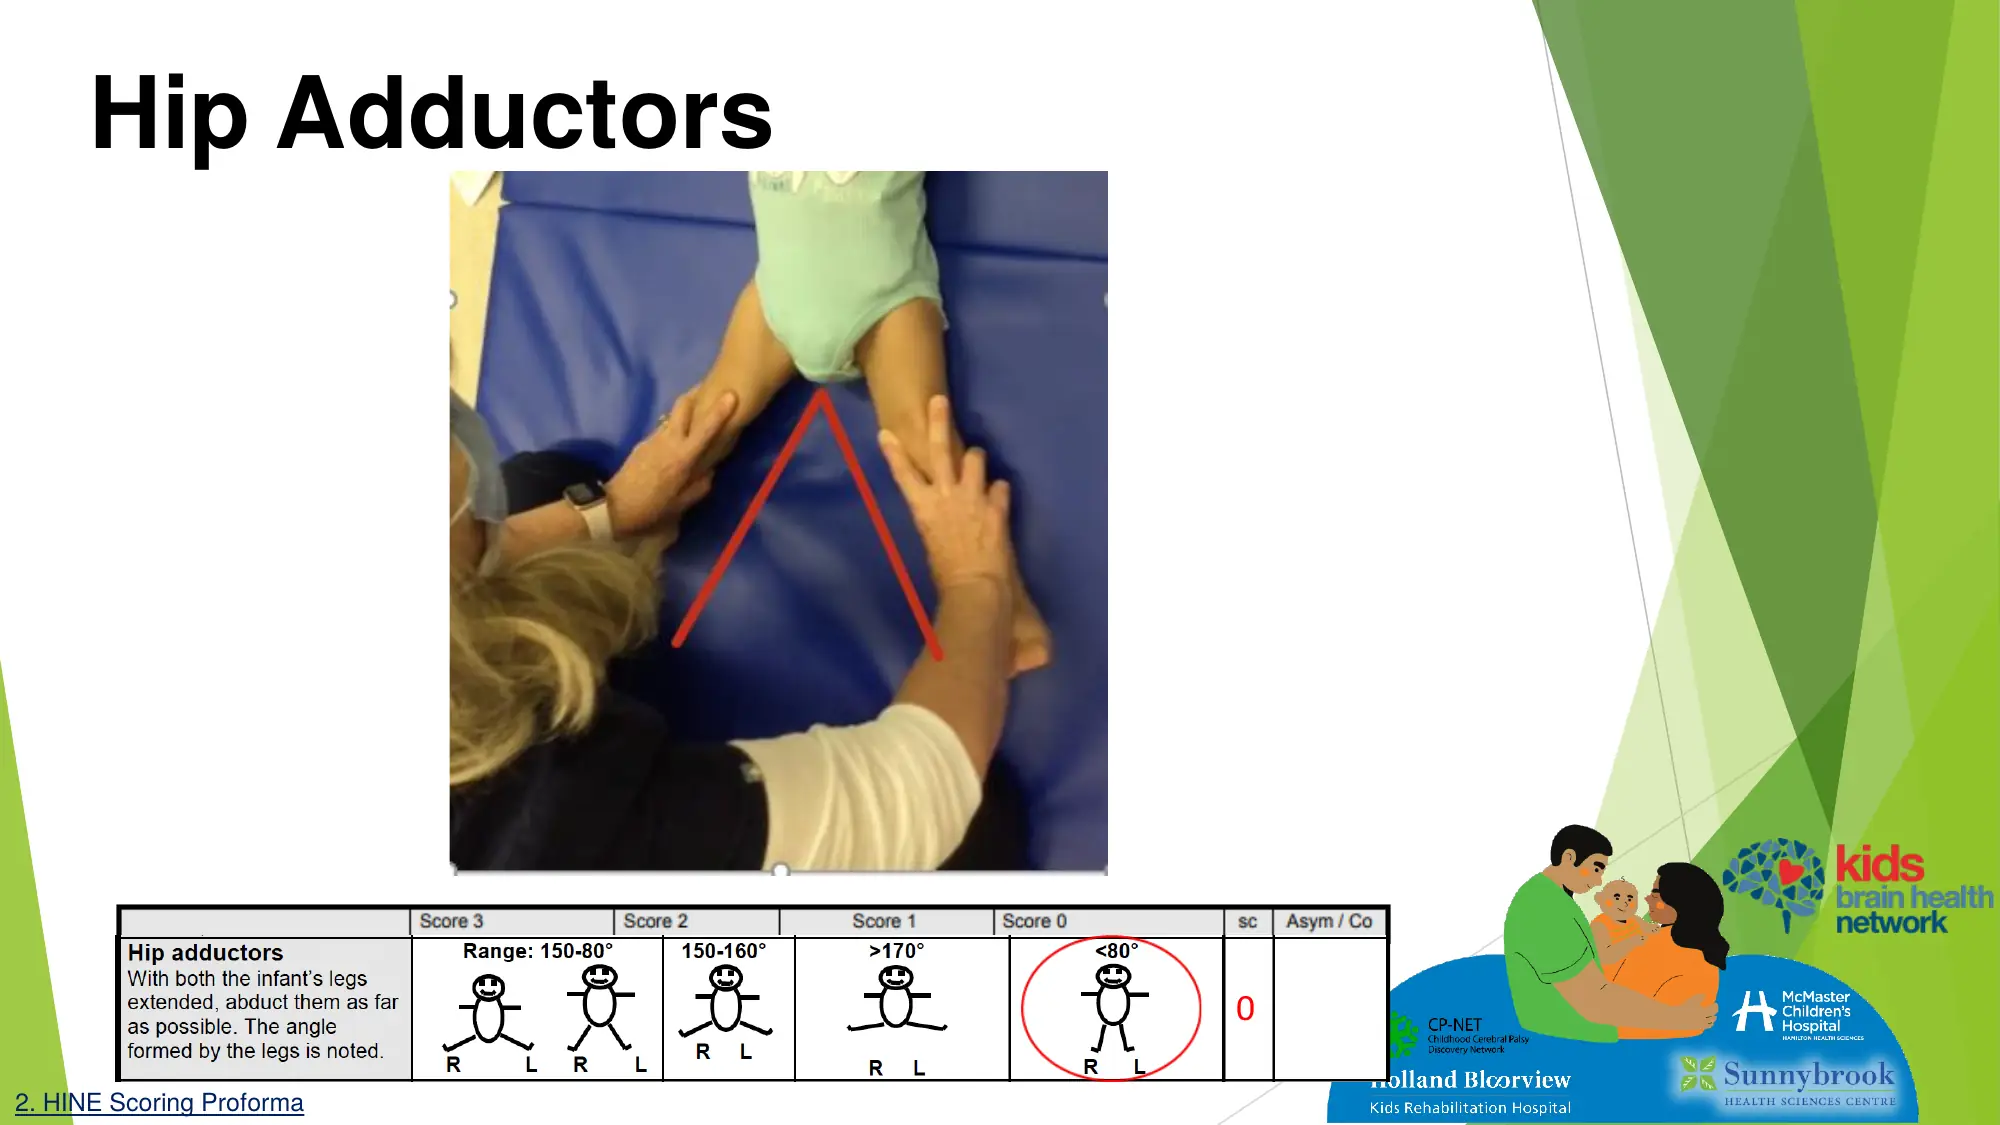 Hip Adductors
Score 3 Score 2 Score 1 Score 0 sc Asym / Co
Hip adductors
With both the infant's legs
extended, abduct them as far
as possible. The angle
formed by the legs is noted.
Range: 150-80°
R L R L
150-160°
R L
>170°
R L
<80°
R L
0
2. HINE Scoring Proforma
kids
brain health
network
McMaster
Children's
Hospital
HAMILTON HEALTH SCIENCES
CP-NET
Childhood Cerebral Palsy
Discovery Network
Holland Bloorview
Kids Rehabilitation Hospital
Sunnybrook
HEALTH SCIENCES CENTRE